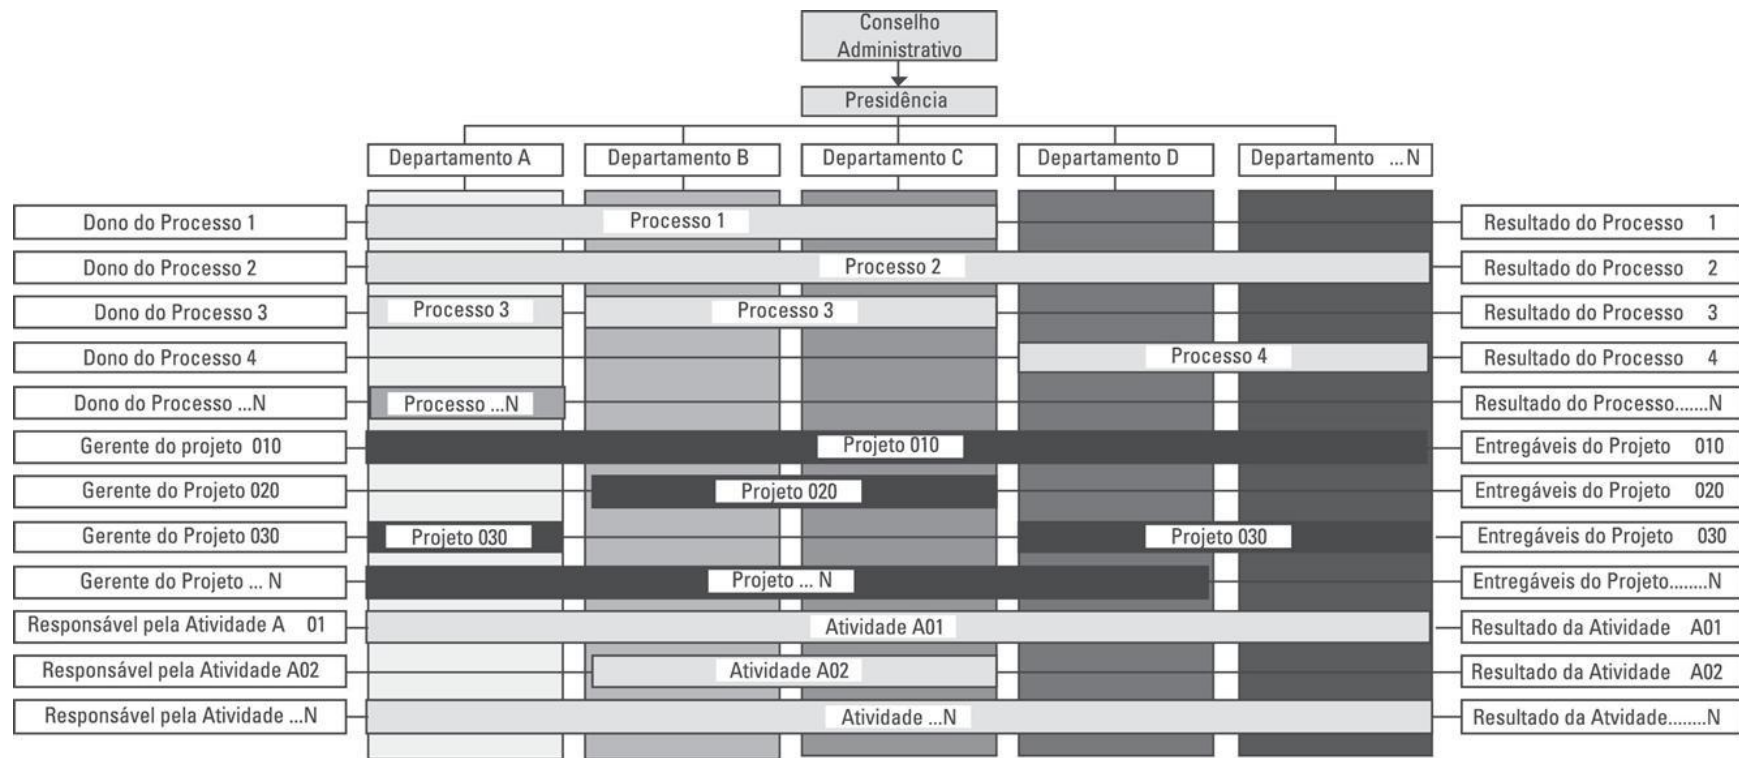 Conselho
Administrativo
Presidência
Departamento A
Departamento B
Departamento C
Departamento D
Departamento ...N
Dono do Processo 1
Processo 1
Resultado do Processo 1
Dono do Processo 2
Processo 2
Resultado do Processo 2
Dono do Processo 3
Processo 3
Processo 3
Resultado do Processo 3
Dono do Processo 4
Processo 4
Resultado do Processo 4
Dono do Processo ...N
Processo ...N
Resultado do Processo.......N
Gerente do projeto 010
Projeto 010
Entregáveis do Projeto 010
Gerente do Projeto 020
Projeto 020
Entregáveis do Projeto 020
Gerente do Projeto 030
Projeto 030
Projeto 030
Entregáveis do Projeto 030
Gerente do Projeto ... N
Projeto ... N
Entregáveis do Projeto........N
Responsável pela Atividade A 01
Atividade A01
Resultado da Atividade A01
Responsável pela Atividade A02
Atividade A02
Resultado da Atividade A02
Responsável pela Atividade ...N
Atividade ...N
Resultado da Atvidade........N